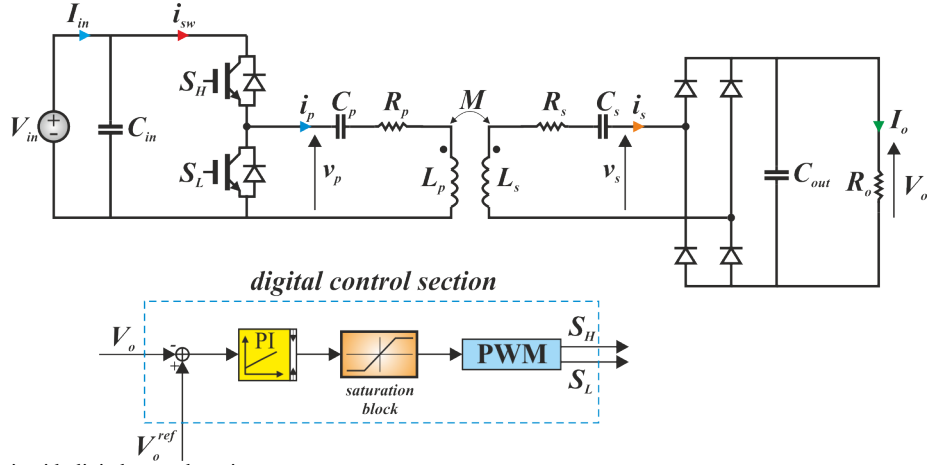 I_in
i_sw
S_H
C_p
R_p
M
R_s
C_s
i_s
i_p
I_o
V_in
C_in
S_L
v_p
L_p
L_s
v_s
C_out
R_o
V_o
digital control section
V_o
-
+
PI
saturation
block
PWM
S_H
S_L
V_o^ref